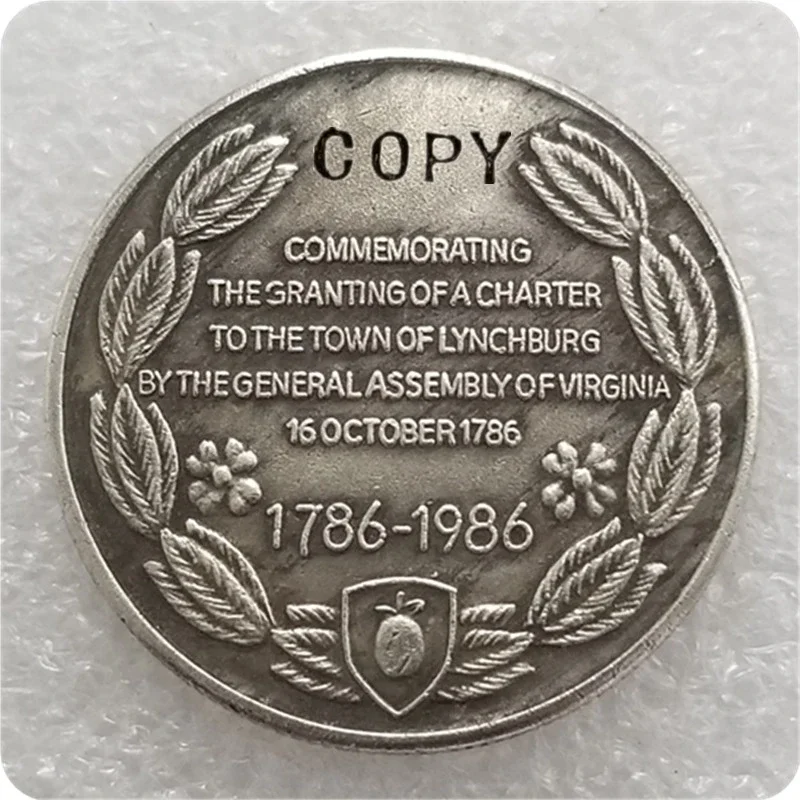 COPY
COMMEMORATING
THE GRANTING OF A CHARTER
TO THE TOWN OF LYNCHBURG
BY THE GENERAL ASSEMBLY OF VIRGINIA
16 OCTOBER 1786
1786-1986